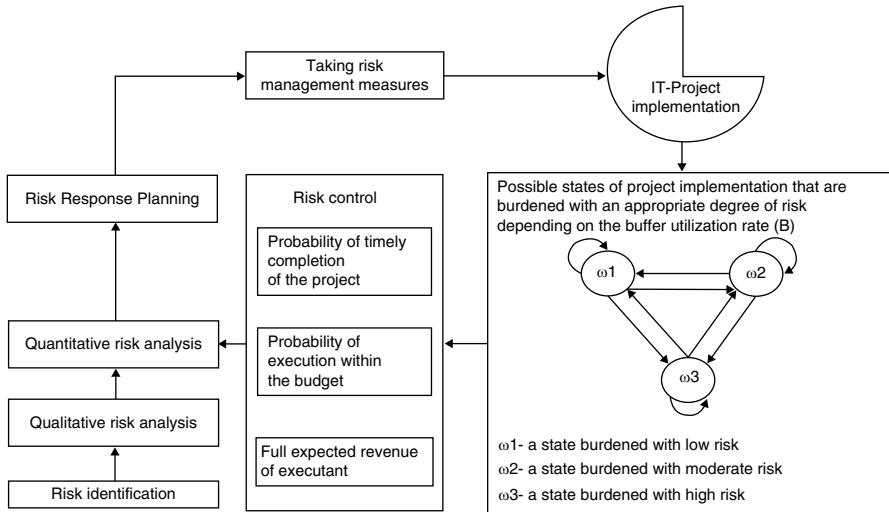 Taking risk
management measures
IT-Project
implementation
Risk Response Planning
Quantitative risk analysis
Qualitative risk analysis
Risk identification
Risk control
Probability of timely
completion
of the project
Probability of
execution within
the budget
Full expected revenue
of executant
Possible states of project implementation that are
burdened with an appropriate degree of risk
depending on the buffer utilization rate (B)
ω1
ω2
ω3
ω1- a state burdened with low risk
ω2- a state burdened with moderate risk
ω3- a state burdened with high risk